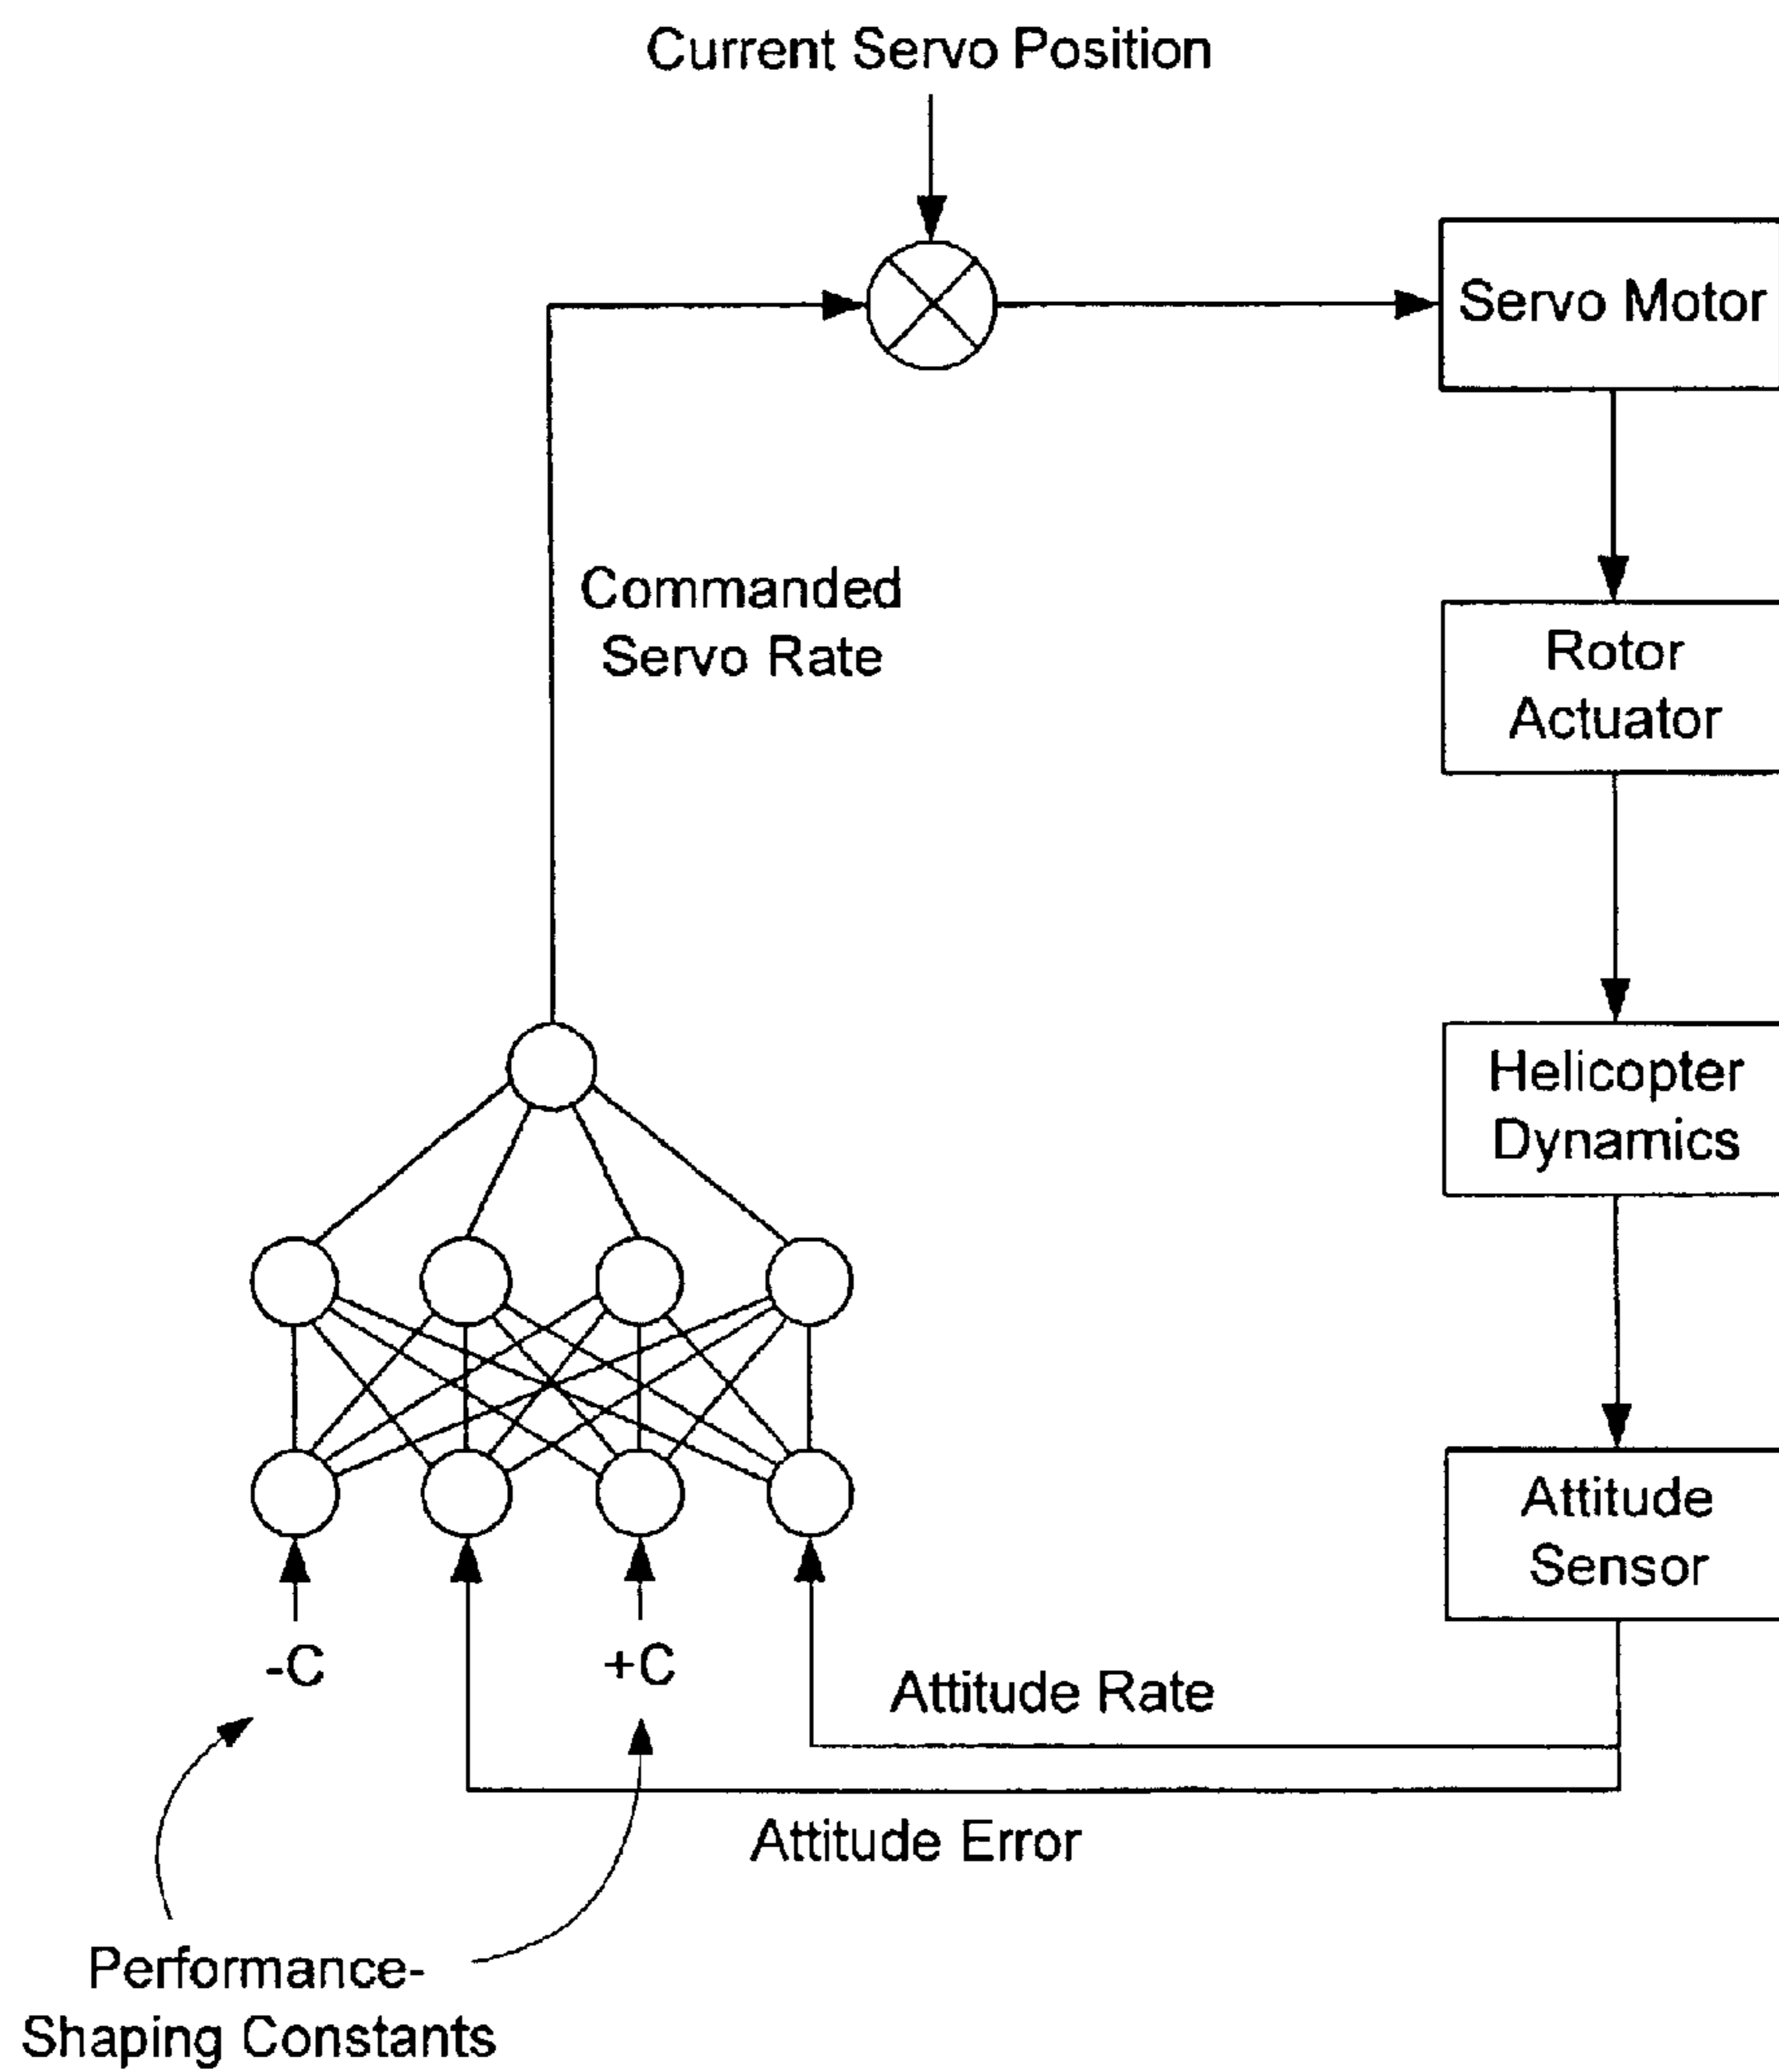 Current Servo Position
Servo Motor
Commanded
Servo Rate
Rotor
Actuator
Helicopter
Dynamics
Attitude
Sensor
-C
+C
Attitude Rate
Attitude Error
Performance-
Shaping Constants